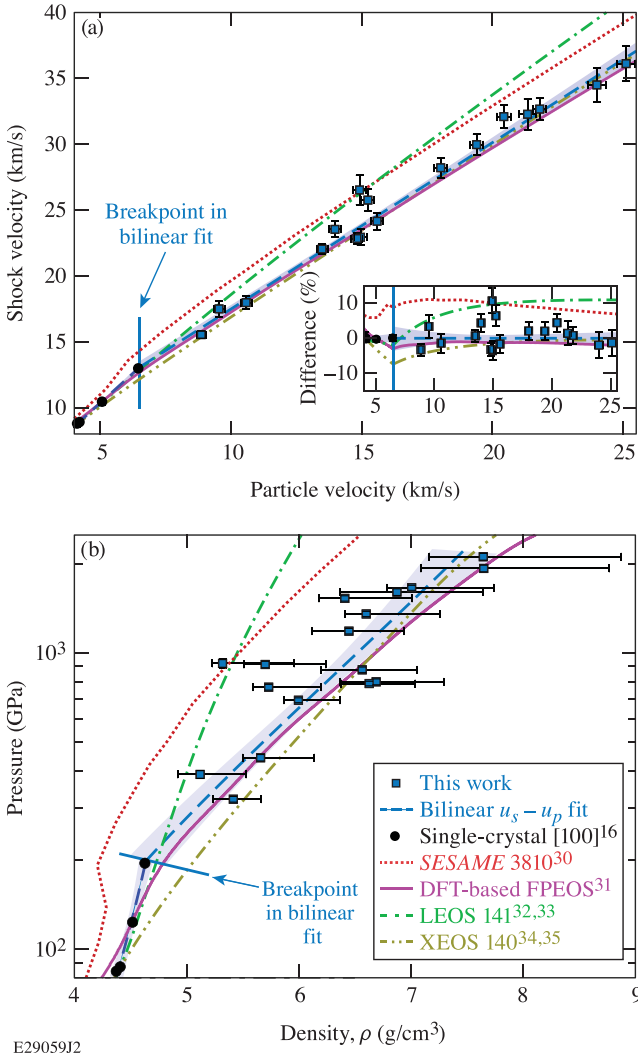 (a)
40
35
30
25
20
15
10
Shock velocity (km/s)
Breakpoint in
bilinear fit
Difference (%)
10
0
−10
5 10 15 20 25
5 10 15 20 25
Particle velocity (km/s)
(b)
10³
10²
Pressure (GPa)
Breakpoint
in bilinear
fit
This work
Bilinear uₛ – uₚ fit
Single-crystal [100]¹⁶
SESAME 3810³⁰
DFT-based FPEOS³¹
LEOS 141³²,³³
XEOS 140³⁴,³⁵
4 5 6 7 8 9
Density, ρ (g/cm³)
E29059J2